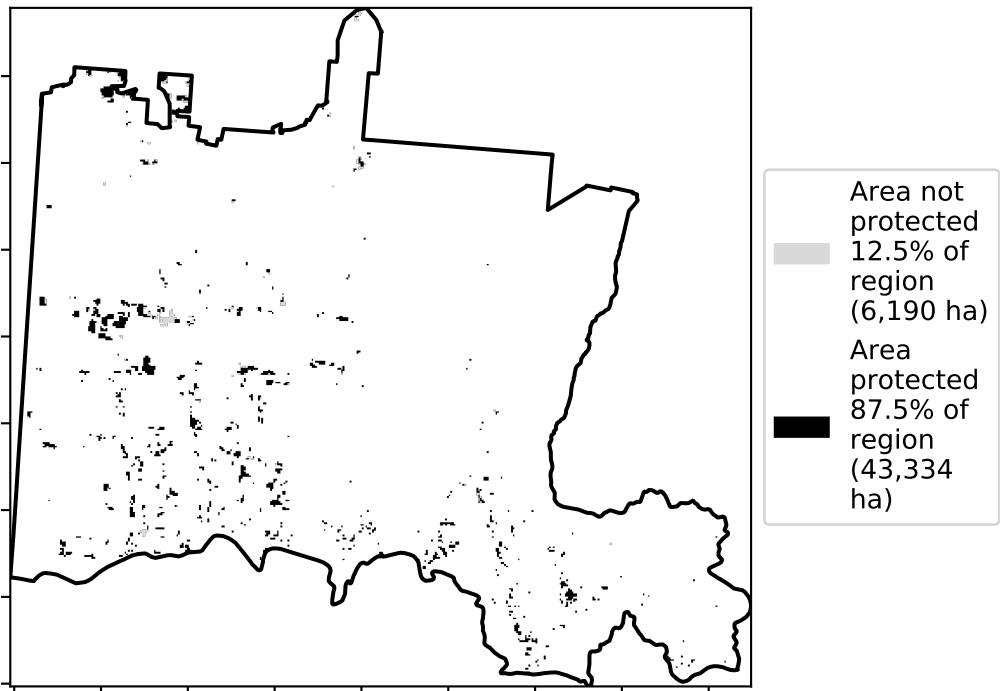 Area not
protected
12.5% of
region
(6,190 ha)
Area
protected
87.5% of
region
(43,334
ha)